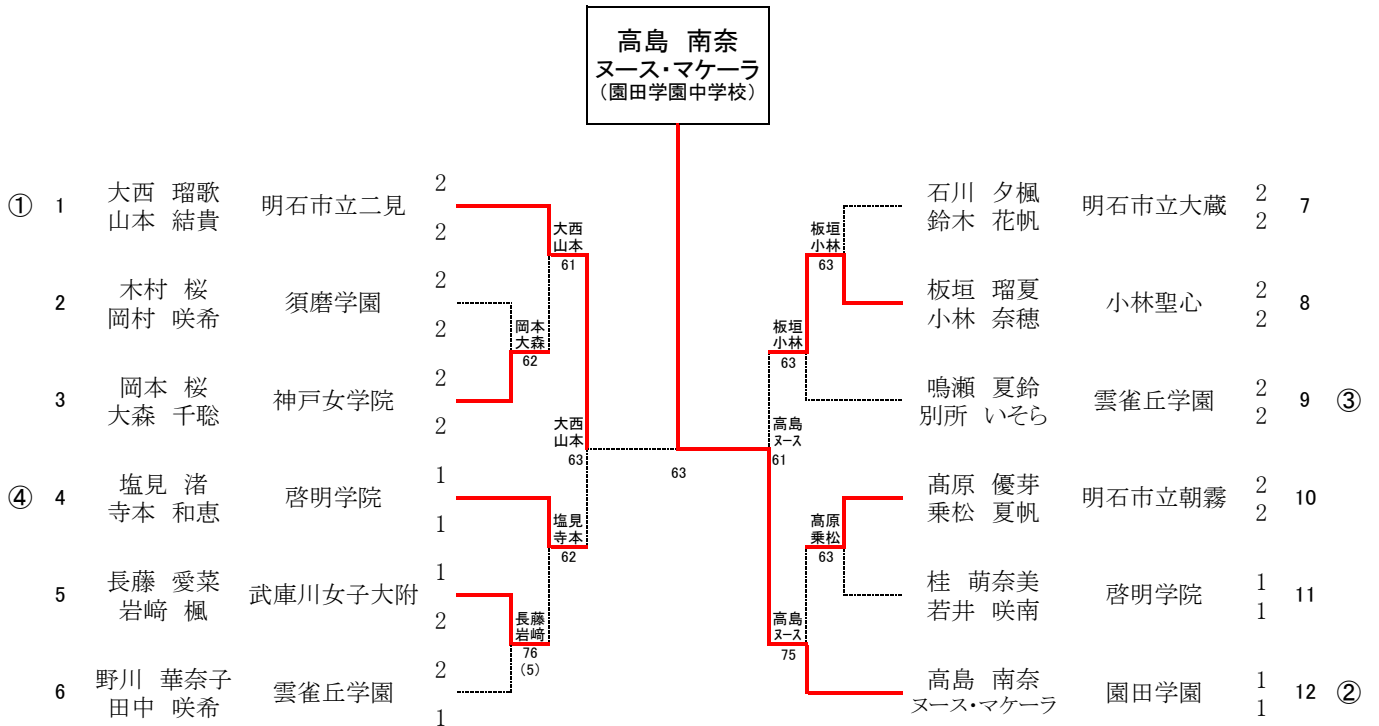 高島 南奈
ヌース・マケーラ
(園田学園中学校)
① 1 大西 瑠歌 明石市立二見 2
山本 結貴 2
大西
山本
61
2 木村 桜 須磨学園 2
岡村 咲希 2
岡本
大森
62
3 岡本 桜 神戸女学院 2
大森 千聡 2
大西
山本
63
④ 4 塩見 渚 啓明学院 1
寺本 和恵 1
塩見
寺本
62
5 長藤 愛菜 武庫川女子大附 1
岩﨑 楓 2
長藤
岩﨑
76
(5)
6 野川 華奈子 雲雀丘学園 2
田中 咲希 1
63
石川 夕楓 明石市立大蔵 2 7
鈴木 花帆 2
板垣
小林
63
板垣 瑠夏 小林聖心 2 8
小林 奈穂 2
板垣
小林
63
鳴瀬 夏鈴 雲雀丘学園 2 9 ③
別所 いそら 2
高島
ヌース
61
髙原 優芽 明石市立朝霧 2 10
乗松 夏帆 2
髙原
乗松
63
桂 萌奈美 啓明学院 1 11
若井 咲南 1
高島
ヌース
75
高島 南奈 園田学園 1 12 ②
ヌース・マケーラ 1